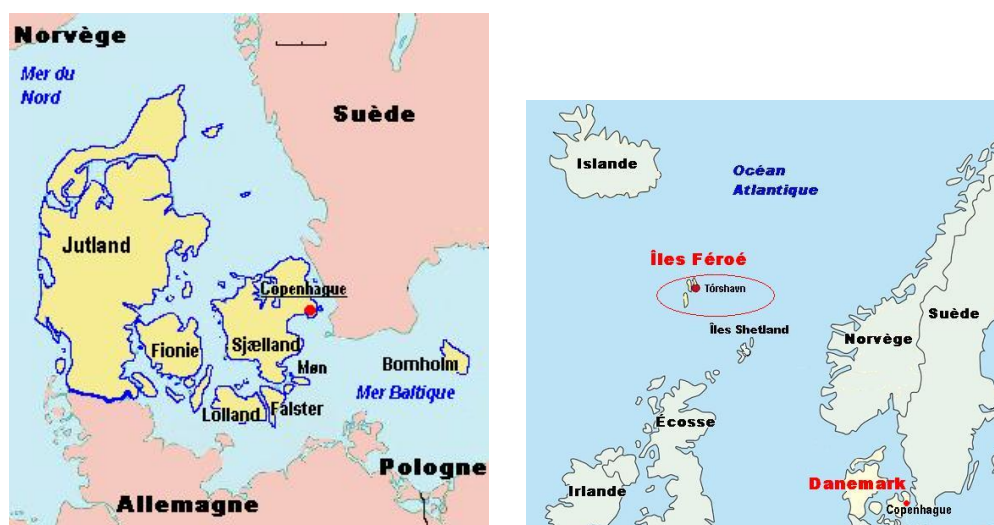 Norvège
Mer du
Nord
Suède
Jutland
Copenhague
Fionie
Sjælland
Møn
Bornholm
Mer Baltique
Lolland
Falster
Pologne
Allemagne
Islande
Océan
Atlantique
Îles Féroé
Tórshavn
Îles Shetland
Norvège
Suède
Écosse
Irlande
Danemark
Copenhague